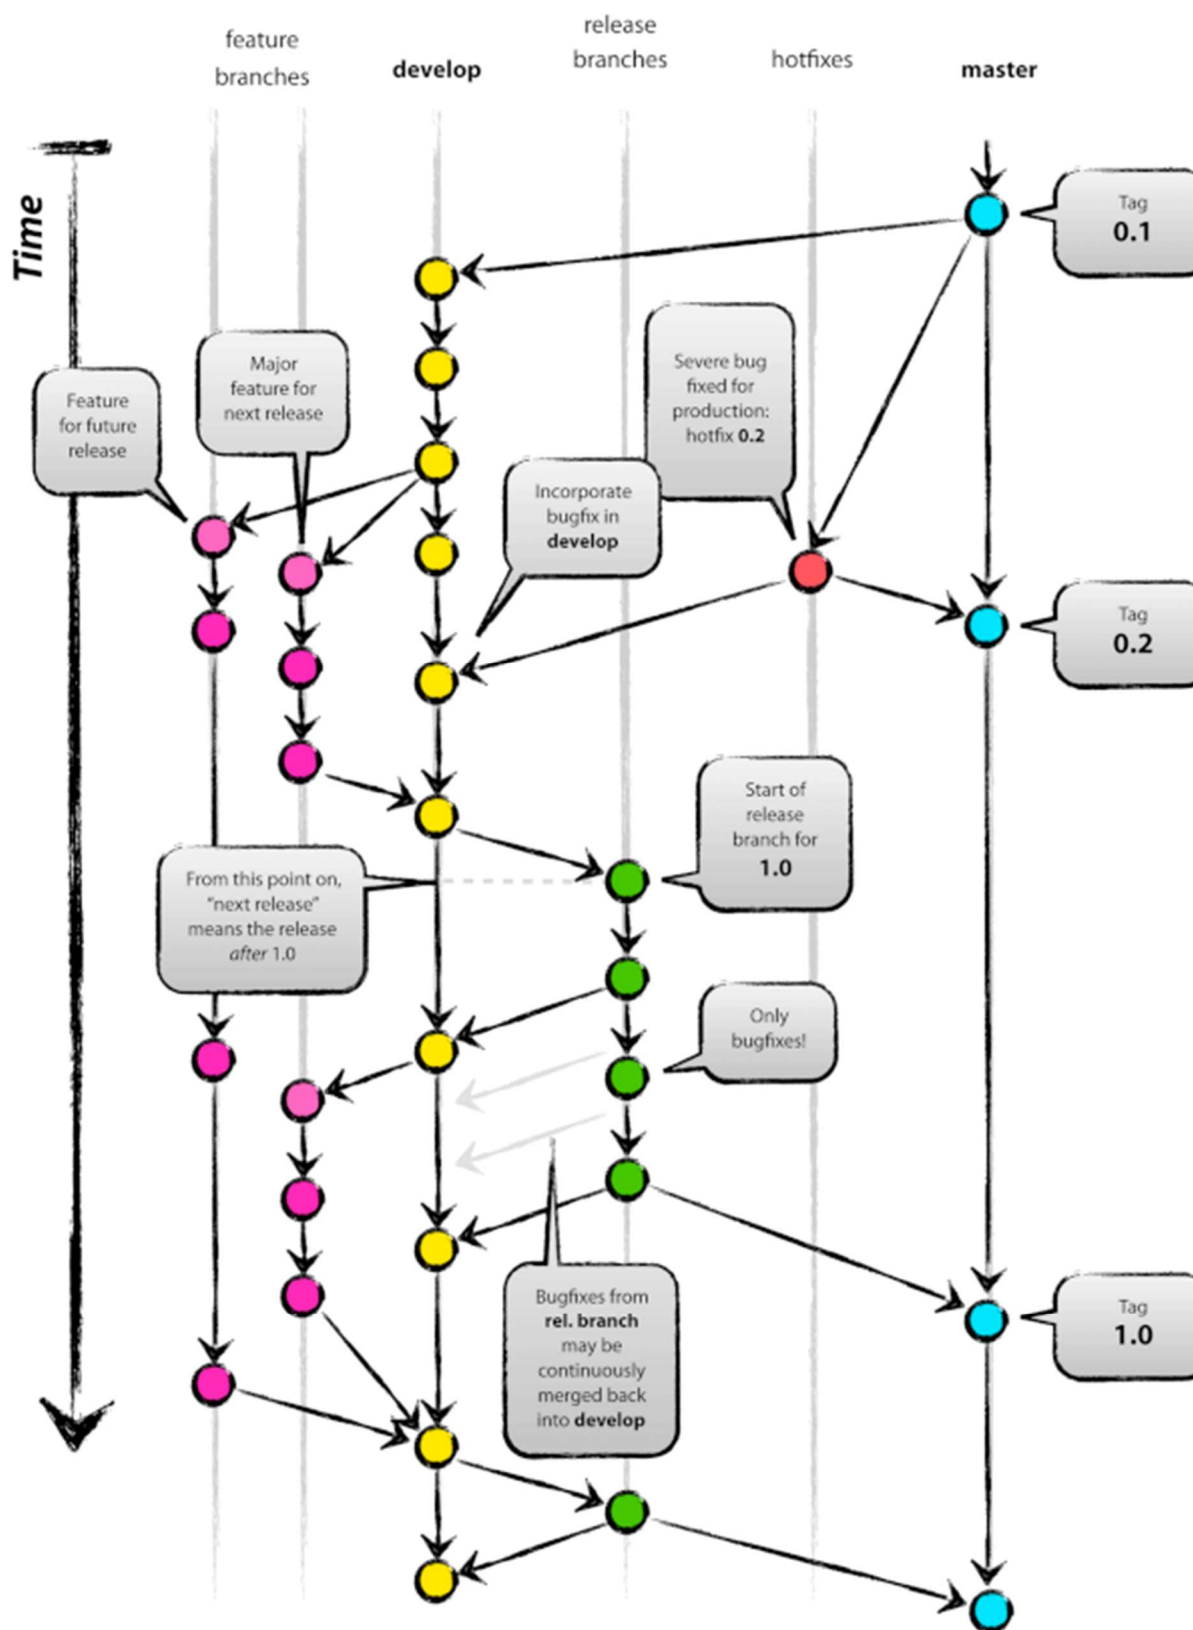 feature
branches
develop
release
branches
hotfixes
master
Time
Tag
0.1
Major
feature for
next release
Feature
for future
release
Severe bug
fixed for
production:
hotfix 0.2
Incorporate
bugfix in
develop
Tag
0.2
Start of
release
branch for
1.0
From this point on,
“next release”
means the release
after 1.0
Only
bugfixes!
Bugfixes from
rel. branch
may be
continuously
merged back
into develop
Tag
1.0